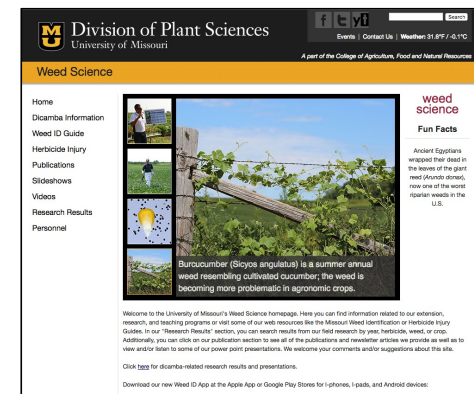 Division of Plant Sciences
University of Missouri
Search
Events | Contact Us | Weather: 31.8°F / -0.1°C
A part of the College of Agriculture, Food and Natural Resources
Weed Science
Home
Dicamba Information
Weed ID Guide
Herbicide Injury
Publications
Slideshows
Videos
Research Results
Personnel
Burcucumber (Sicyos angulatus) is a summer annual
weed resembling cultivated cucumber; the weed is
becoming more problematic in agronomic crops.
weed
science
Fun Facts
Ancient Egyptians
wrapped their dead in
the leaves of the giant
reed (Arundo donax),
now one of the worst
riparian weeds in the
U.S.
Welcome to the University of Missouri's Weed Science homepage. Here you can find information related to our extension,
research, and teaching programs or visit some of our web resources like the Missouri Weed Identification or Herbicide Injury
Guides. In our "Research Results" section, you can search results from our field research by year, herbicide, weed, or crop.
Additionally, you can click on our publication section to see all of the publications and newsletter articles we provide as well as to
view and/or listen to some of our power point presentations. We welcome your comments and/or suggestions about this site.
Click here for dicamba-related research results and presentations.
Download our new Weed ID App at the Apple App or Google Play Stores for I-phones, I-pads, and Android devices: